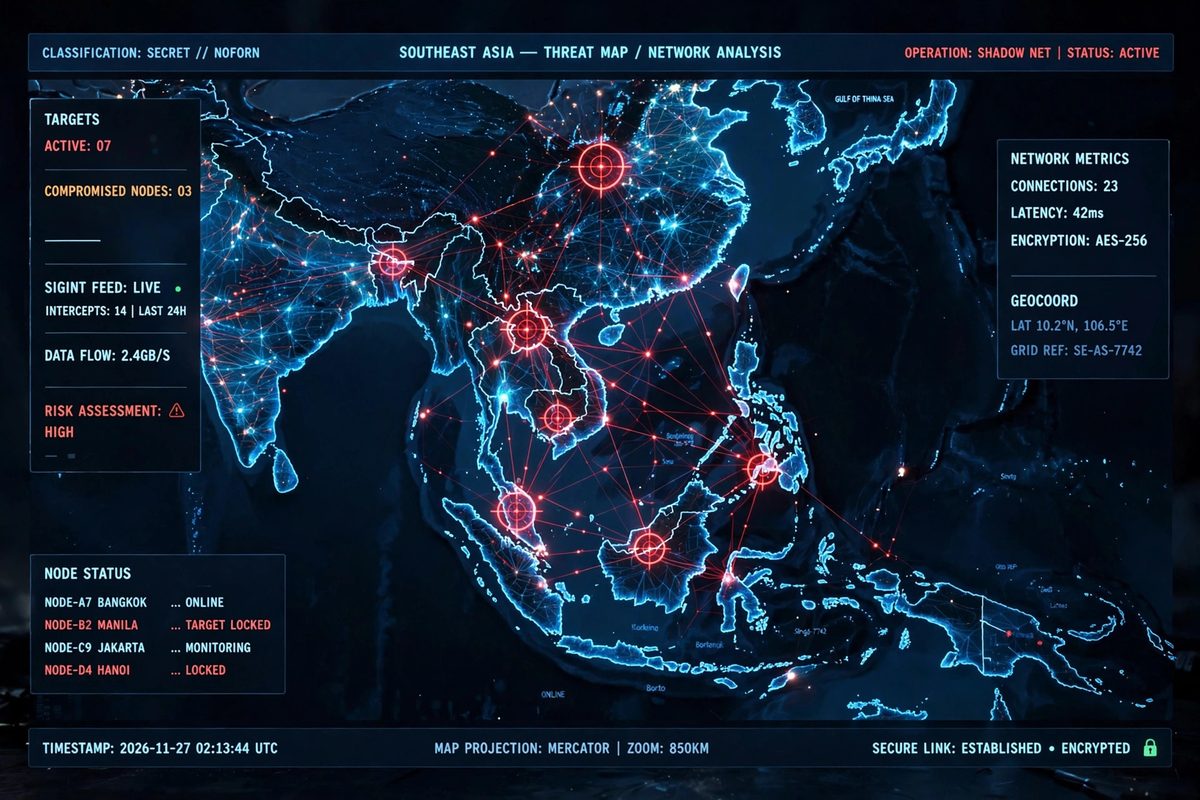 CLASSIFICATION: SECRET // NOFORN
SOUTHEAST ASIA — THREAT MAP / NETWORK ANALYSIS
OPERATION: SHADOW NET | STATUS: ACTIVE
TARGETS
ACTIVE: 07
COMPROMISED NODES: 03
SIGINT FEED: LIVE
INTERCEPTS: 14 | LAST 24H
DATA FLOW: 2.4GB/S
RISK ASSESSMENT:
HIGH
GULF OF THINA SEA
NETWORK METRICS
CONNECTIONS: 23
LATENCY: 42ms
ENCRYPTION: AES-256
GEOCOORD
LAT 10.2°N, 106.5°E
GRID REF: SE-AS-7742
NODE STATUS
NODE-A7 BANGKOK ... ONLINE
NODE-B2 MANILA ... TARGET LOCKED
NODE-C9 JAKARTA ... MONITORING
NODE-D4 HANOI ... LOCKED
ONLINE
Borto
TIMESTAMP: 2026-11-27 02:13:44 UTC
MAP PROJECTION: MERCATOR | ZOOM: 850KM
SECURE LINK: ESTABLISHED • ENCRYPTED